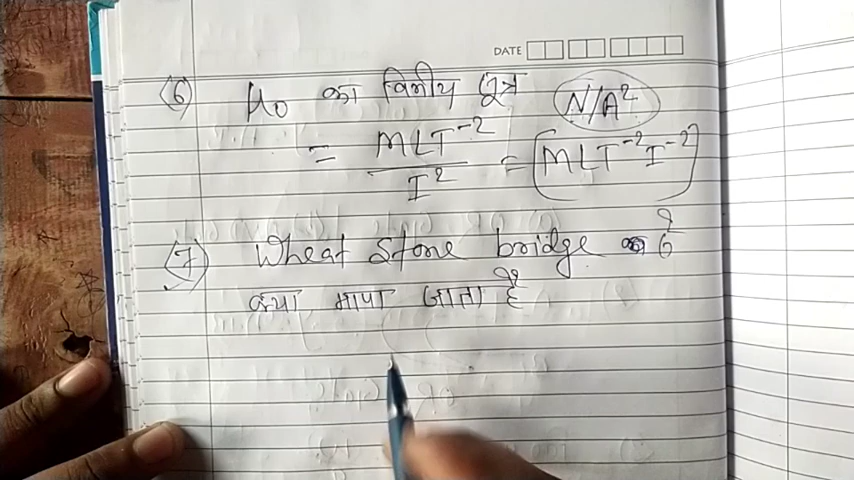 DATE
(6) μ₀ का विमीय सूत्र N/A²
= MLT⁻² / I² = [MLT⁻²I⁻²]
(7) Wheat Stone bridge से
क्या मापा जाता है